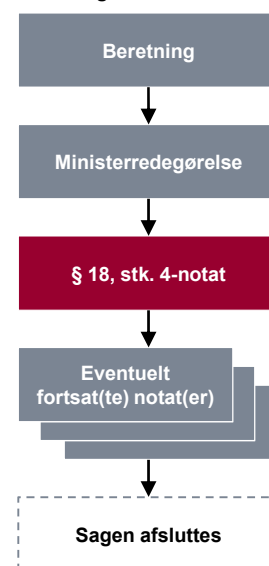 Beretning
Ministerredegørelse
§ 18, stk. 4-notat
Eventuelt
fortsat(te) notat(er)
Sagen afsluttes